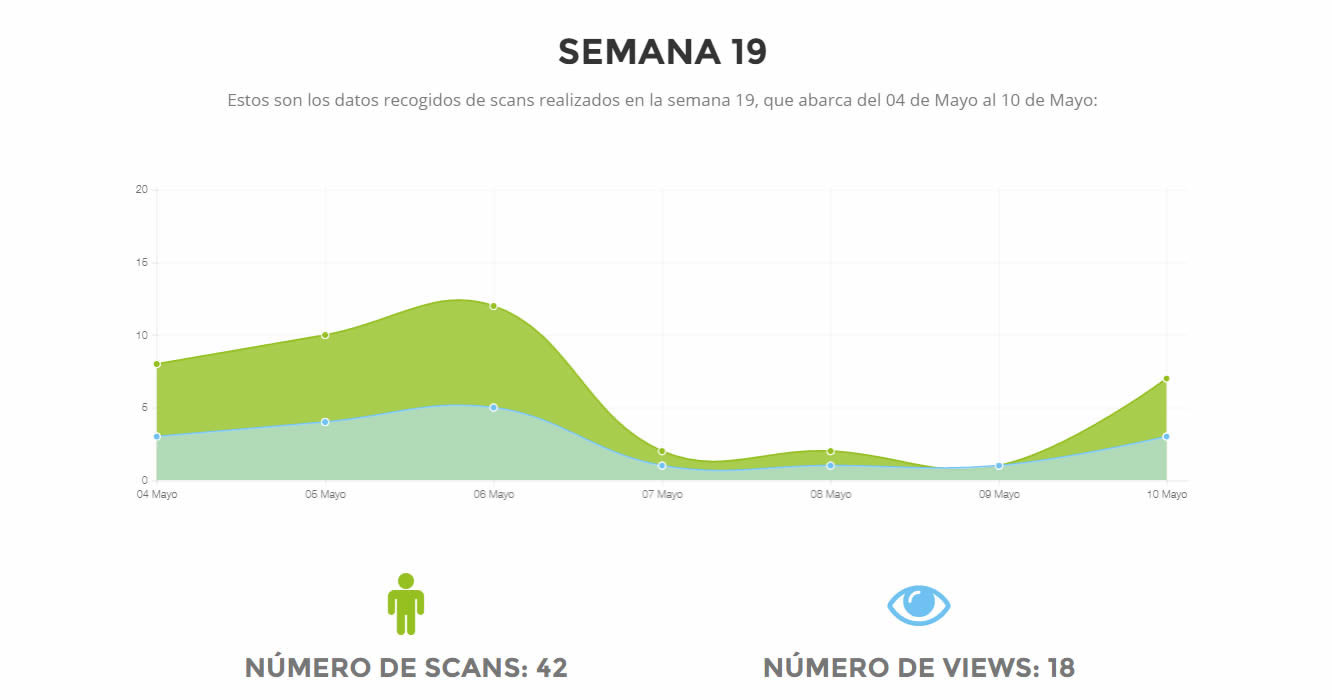 SEMANA 19
Estos son los datos recogidos de scans realizados en la semana 19, que abarca del 04 de Mayo al 10 de Mayo:
20
15
10
5
0
04 Mayo 05 Mayo 06 Mayo 07 Mayo 08 Mayo 09 Mayo 10 Mayo
NÚMERO DE SCANS: 42 NÚMERO DE VIEWS: 18